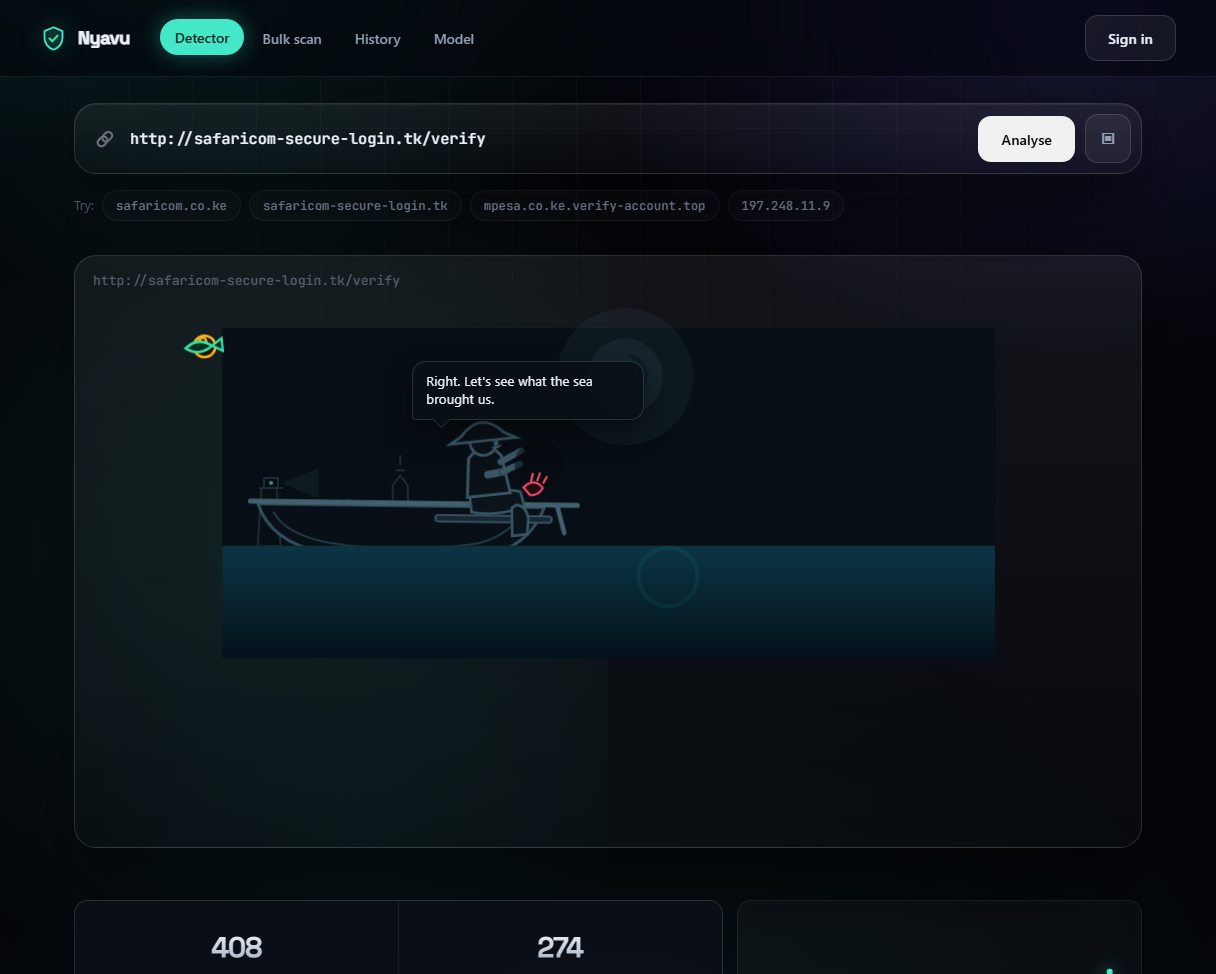 Nyavu
Detector
Bulk scan
History
Model
Sign in
http://safaricom-secure-login.tk/verify
Analyse
Try:
safaricom.co.ke
safaricom-secure-login.tk
mpesa.co.ke.verify-account.top
197.248.11.9
http://safaricom-secure-login.tk/verify
Right. Let's see what the sea
brought us.
408
274